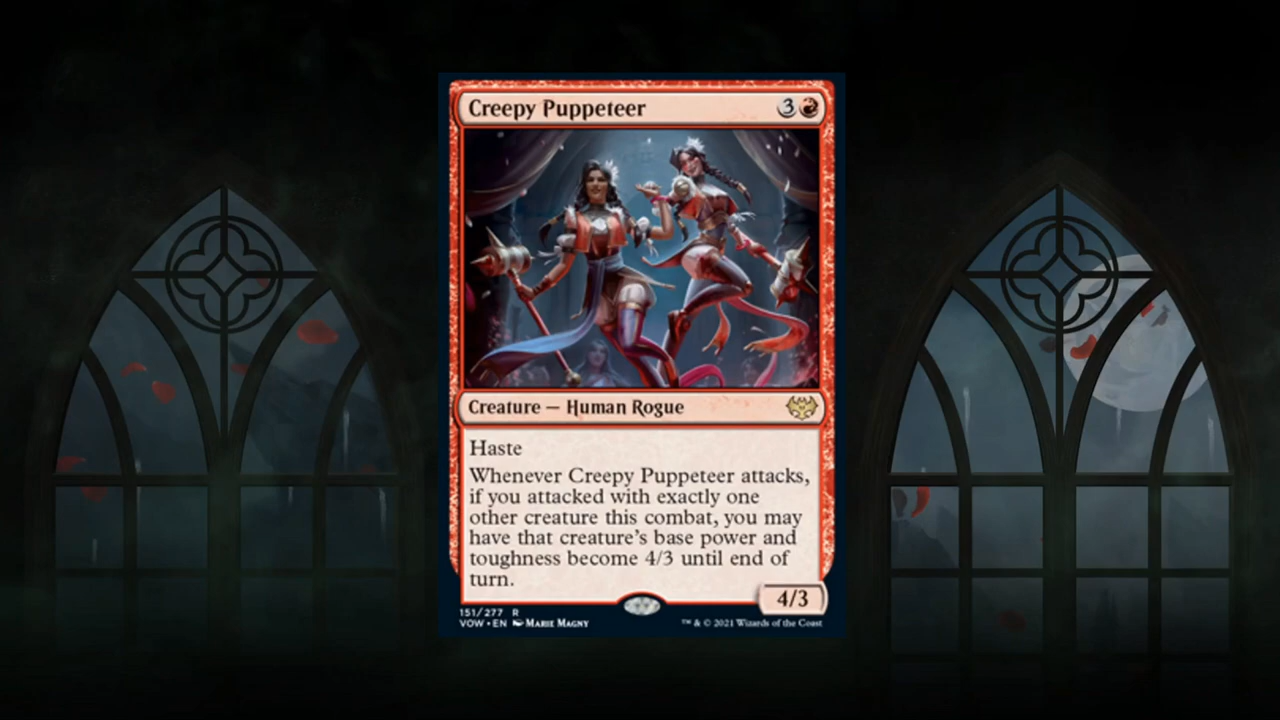 Creepy Puppeteer 3
Creature — Human Rogue
Haste
Whenever Creepy Puppeteer attacks,
if you attacked with exactly one
other creature this combat, you may
have that creature's base power and
toughness become 4/3 until end of
turn.
4/3
151/277 R
VOW • EN Marie Magny
™ & © 2021 Wizards of the Coast